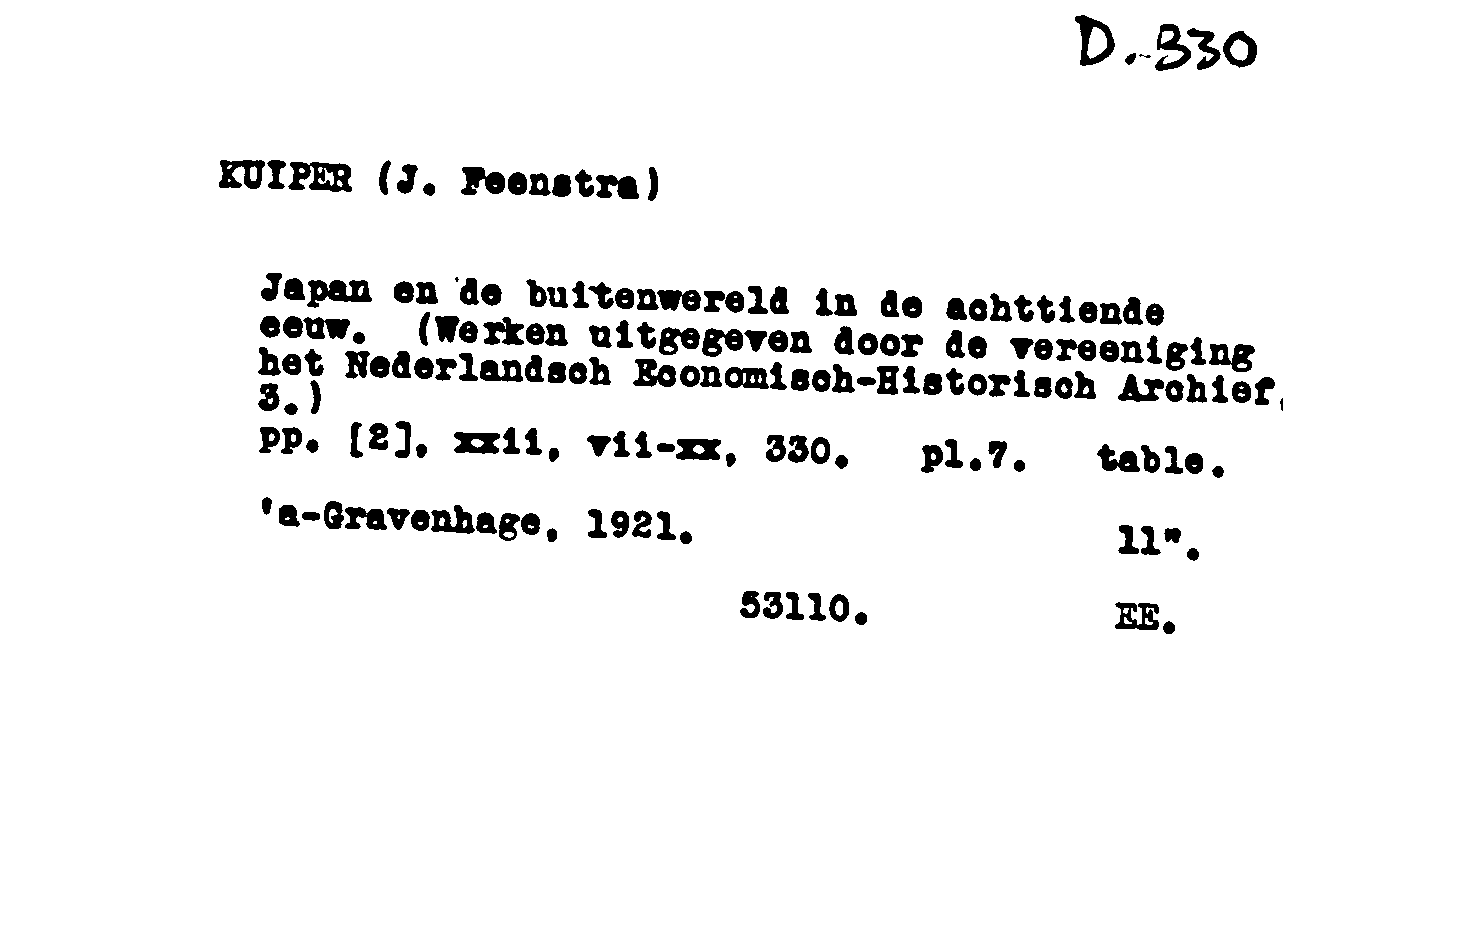 D.-330
KUIPER (J. Feenstra)
Japan en de buitenwereld in de achttiende
eeuw. (Werken uitgegeven door de vereeniging
het Nederlandsch Economisch-Historisch Archief,
3.)
pp. [2], xxii, vii-xx, 330. pl.7. table.
's-Gravenhage, 1921. 11".
53110. EE.